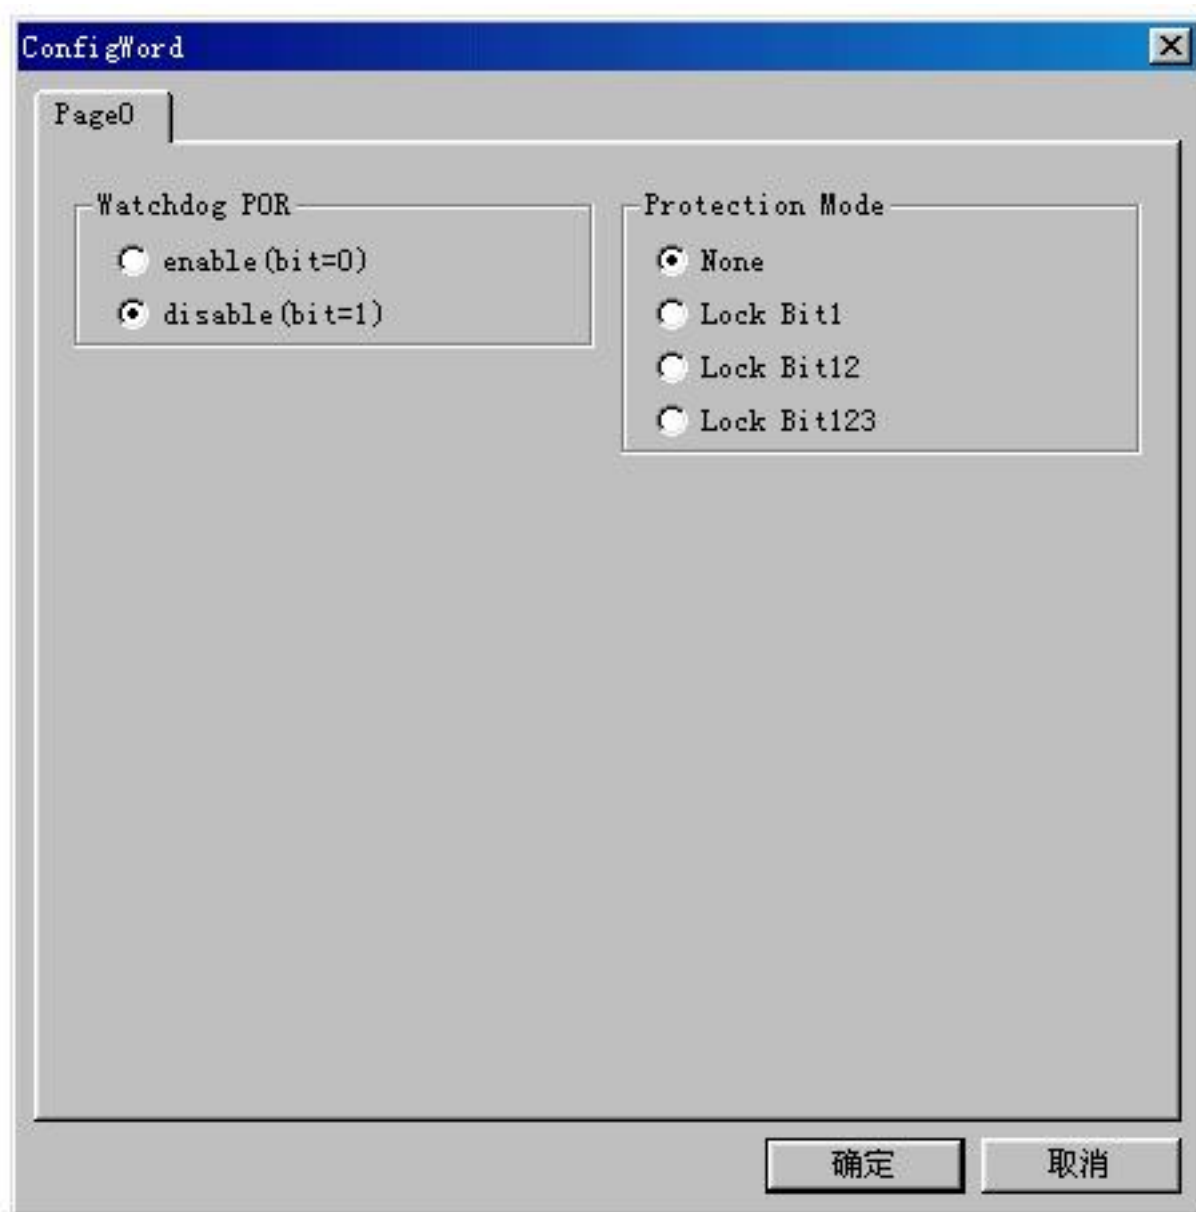 ConfigWord
Page0
Watchdog POR
enable(bit=0)
disable(bit=1)
Protection Mode
None
Lock Bit1
Lock Bit12
Lock Bit123
确定
取消